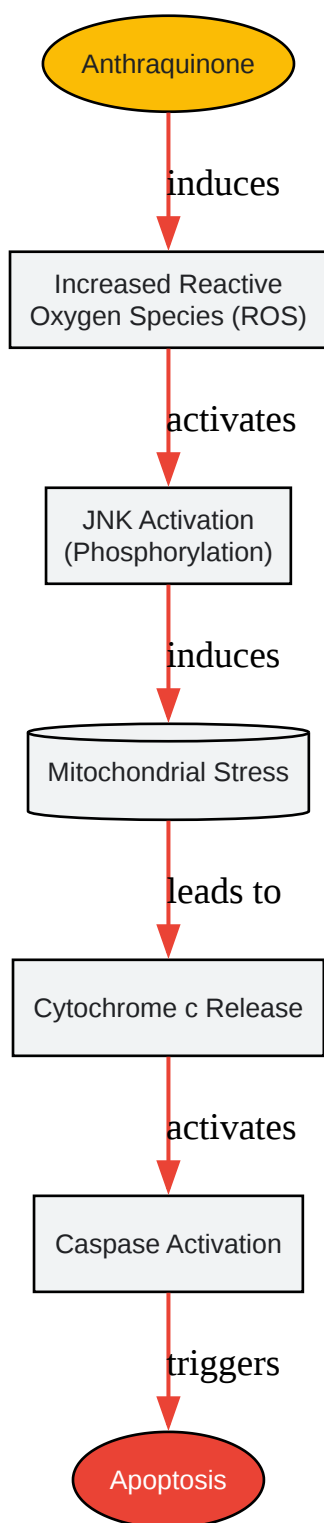 Anthraquinone
induces
Increased Reactive
Oxygen Species (ROS)
activates
JNK Activation
(Phosphorylation)
induces
Mitochondrial Stress
leads to
Cytochrome c Release
activates
Caspase Activation
triggers
Apoptosis